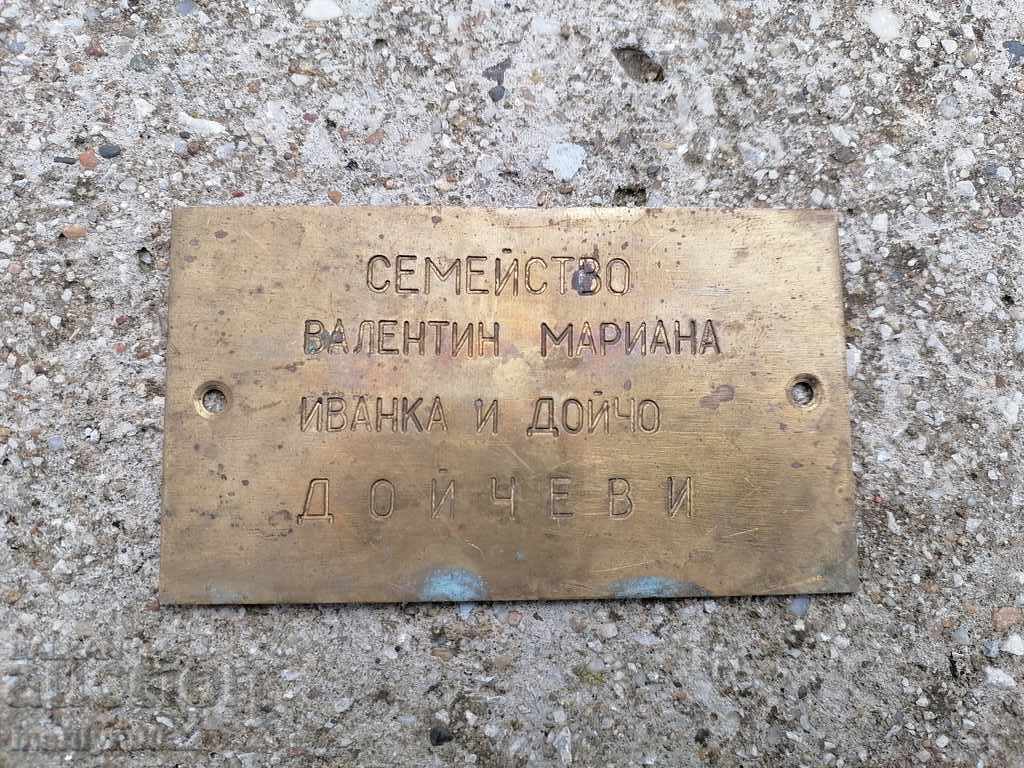 СЕМЕЙСТВО
ВАЛЕНТИН МАРИАНА
ИВАНКА И ДОЙЧО
ДОЙЧЕВИ